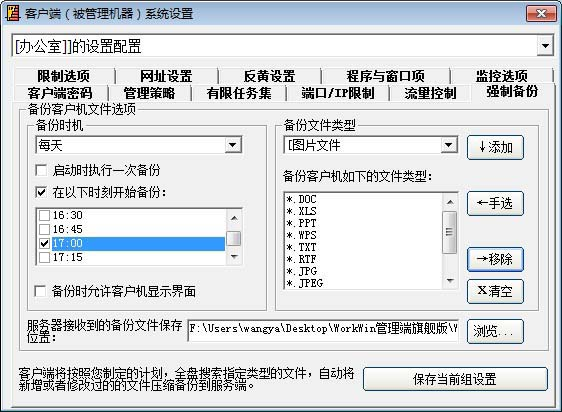 客户端（被管理机器）系统设置
[办公室]]的设置配置
限制选项 网址设置 反黄设置 程序与窗口项 监控选项
客户端密码 管理策略 有限任务集 端口/IP限制 流量控制 强制备份
备份客户机文件选项
备份时机
每天
启动时执行一次备份
在以下时刻开始备份：
16:30
16:45
17:00
17:15
备份时允许客户机显示界面
备份文件类型
[图片文件
备份客户机如下的文件类型：
*.DOC
*.XLS
*.PPT
*.WPS
*.TXT
*.RTF
*.JPG
*.JPEG
↓添加
←手选
→移除
X清空
服务器接收到的备份文件保存
位置：
F:\Users\wangya\Desktop\WorkWin管理端旗舰版\W
浏览...
客户端将按照您制定的计划，全盘搜索指定类型的文件，自动将
新增或者修改过的的文件压缩备份到服务端。
保存当前组设置